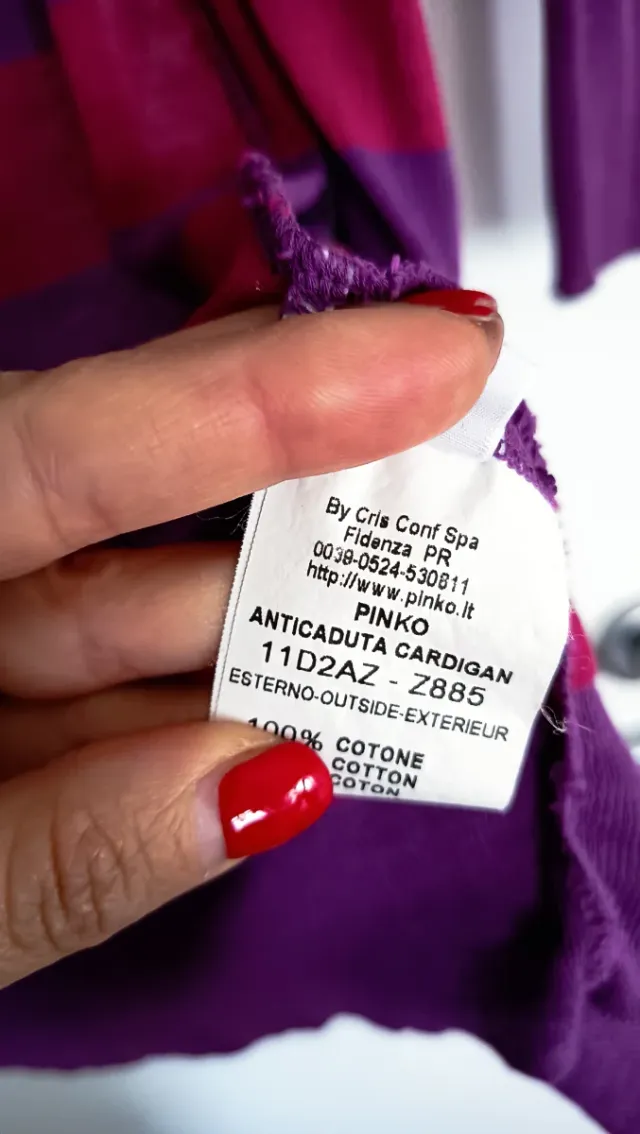 By Cris Conf Spa
Fidenza PR
0039-0524-530811
http://www.pinko.it
PINKO
ANTICADUTA CARDIGAN
11D2AZ - Z885
ESTERNO-OUTSIDE-EXTERIEUR
100% COTONE
COTTON
COTON